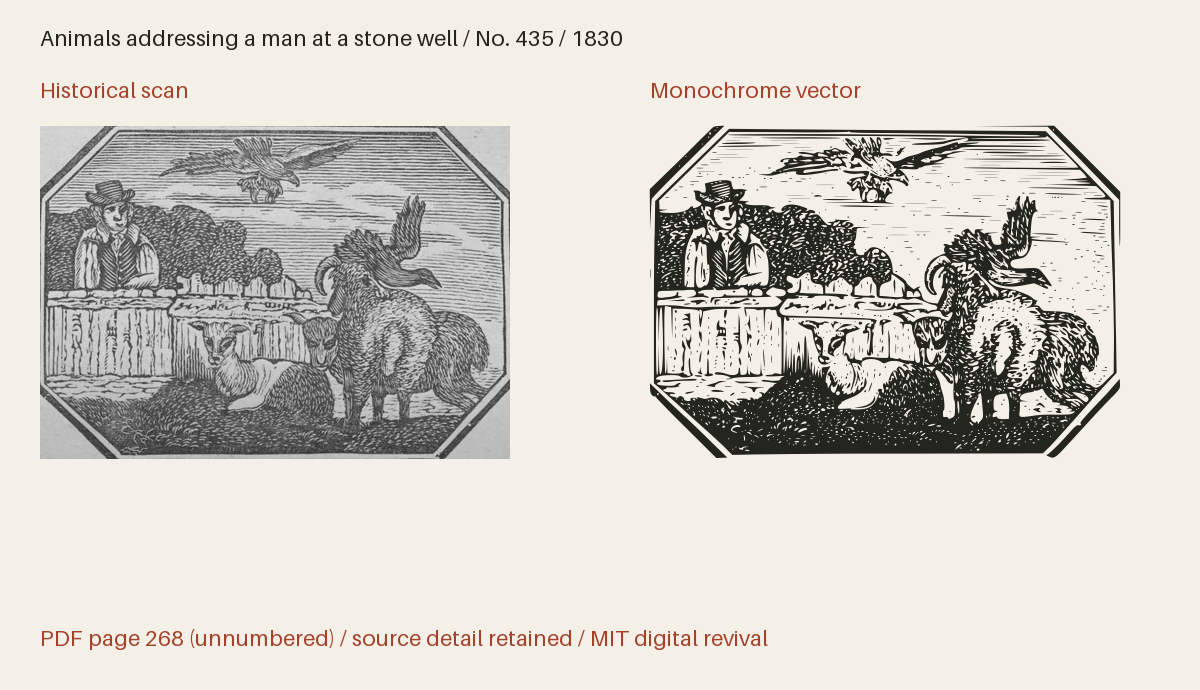 Animals addressing a man at a stone well / No. 435 / 1830
Historical scan
Monochrome vector
PDF page 268 (unnumbered) / source detail retained / MIT digital revival